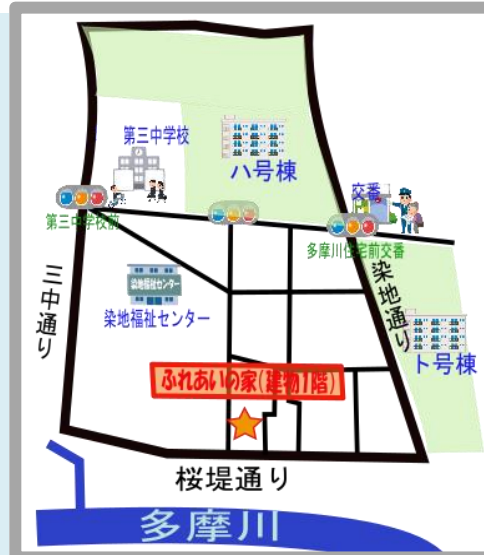 第三中学校
ハ号棟
交番
第三中学校前
多摩川住宅前交番
三中通り
染地福祉センター
染地福祉センター
染地通り
ト号棟
ふれあいの家(建物1階)
桜堤通り
多摩川